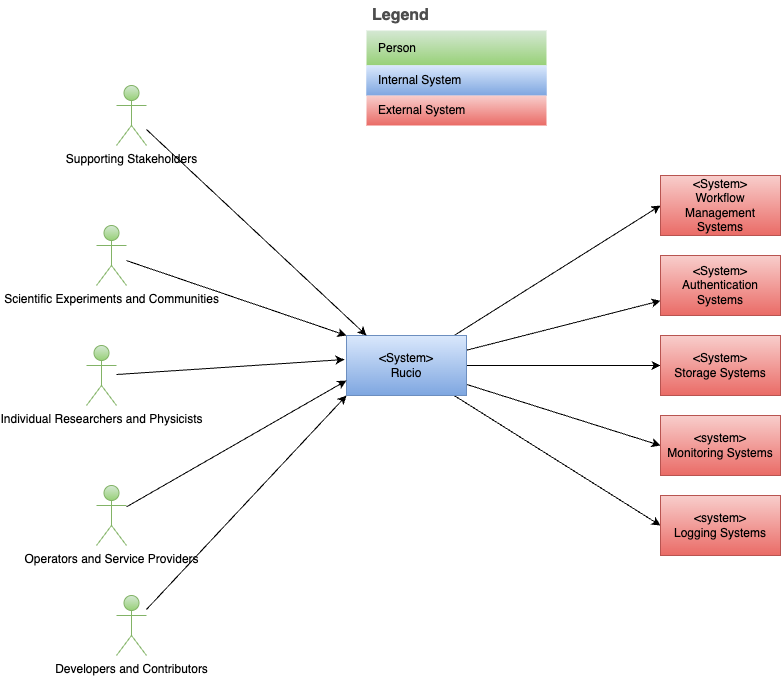 Legend
Person
Internal System
External System
Supporting Stakeholders
Scientific Experiments and Communities
Individual Researchers and Physicists
Operators and Service Providers
Developers and Contributors
<System>
Rucio
<System>
Workflow
Management
Systems
<System>
Authentication
Systems
<System>
Storage Systems
<system>
Monitoring Systems
<system>
Logging Systems